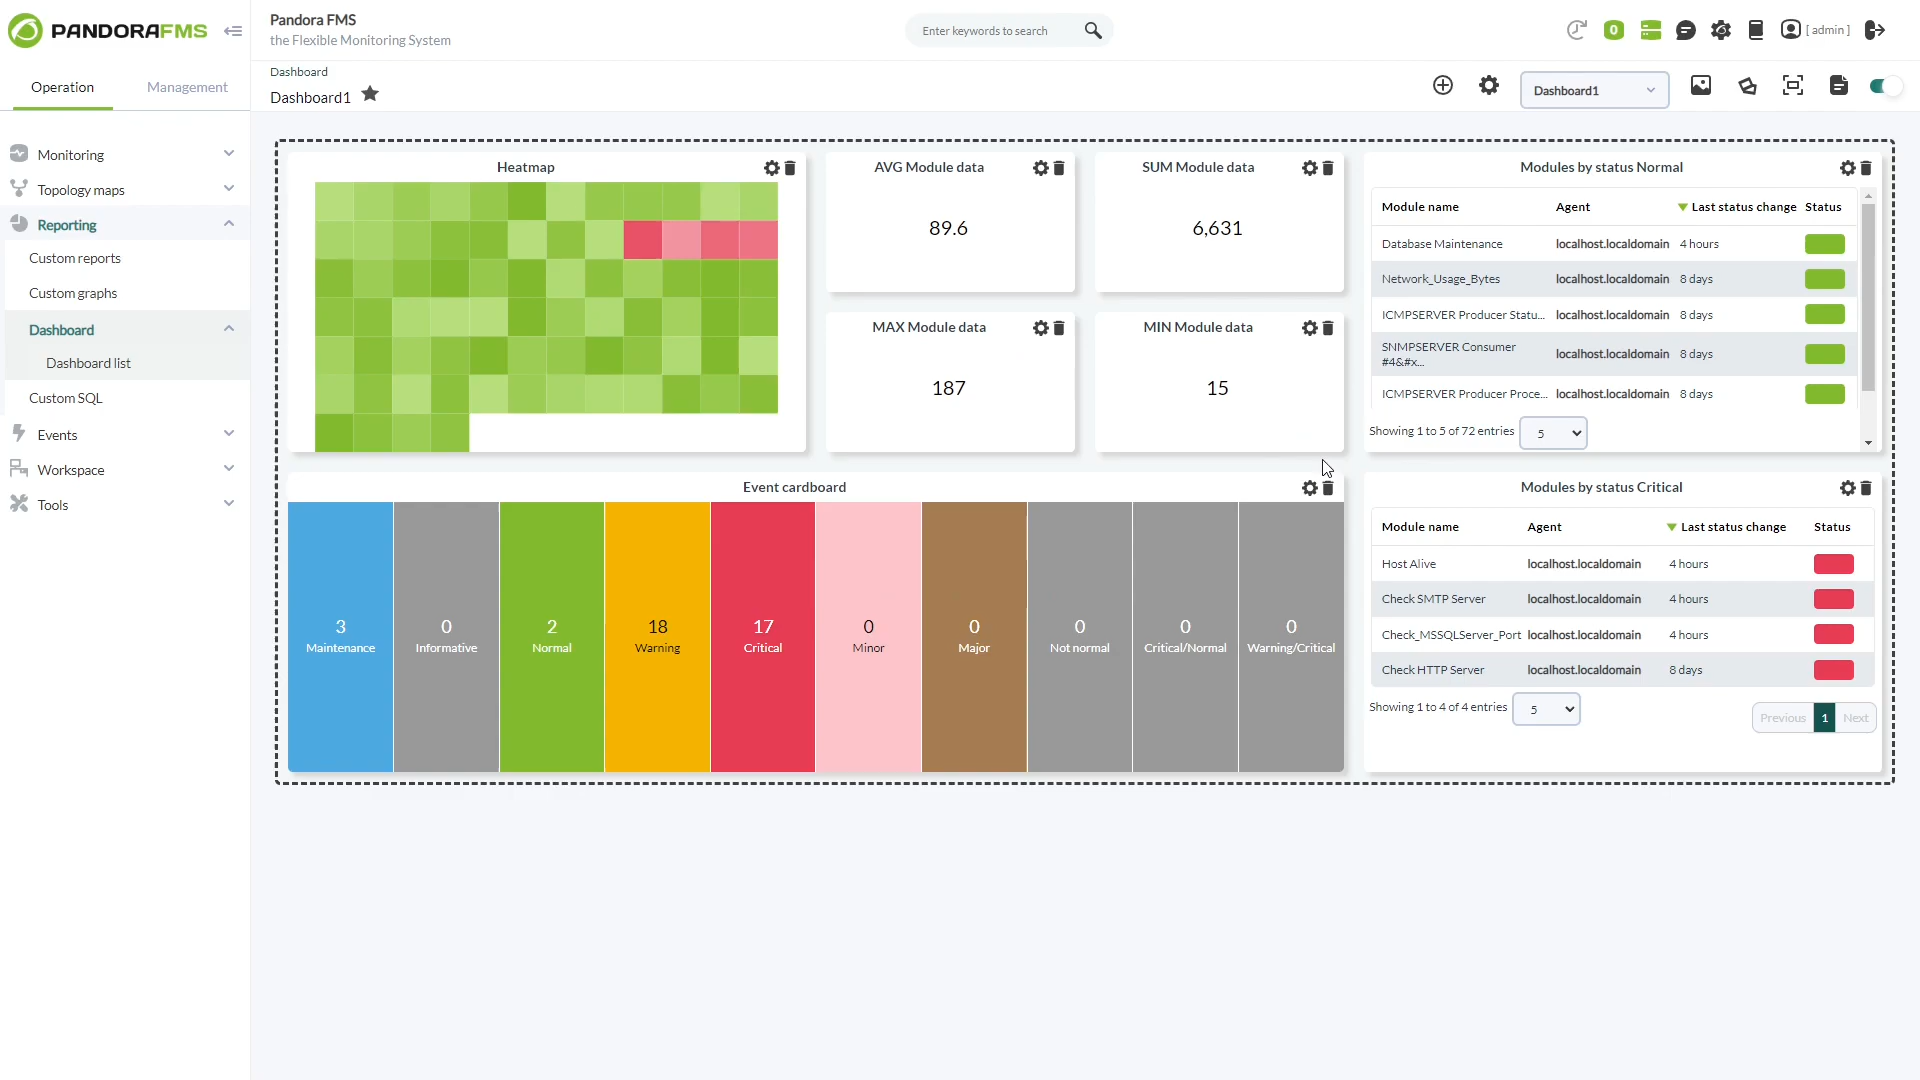 PANDORAFMS
Pandora FMS
the Flexible Monitoring System
Enter keywords to search
0
[ admin ]
Operation
Management
Dashboard
Dashboard1
Dashboard1
Monitoring
Topology maps
Reporting
Custom reports
Custom graphs
Dashboard
Dashboard list
Custom SQL
Events
Workspace
Tools
Heatmap
AVG Module data
89.6
SUM Module data
6,631
MAX Module data
187
MIN Module data
15
Modules by status Normal
Module name Agent Last status change Status
Database Maintenance localhost.localdomain 4 hours
Network_Usage_Bytes localhost.localdomain 8 days
ICMPSERVER Producer Statu... localhost.localdomain 8 days
SNMPSERVER Consumer
#4&#x... localhost.localdomain 8 days
ICMPSERVER Producer Proce... localhost.localdomain 8 days
Showing 1 to 5 of 72 entries 5
Event cardboard
3 0 2 18 17 0 0 0 0 0
Maintenance Informative Normal Warning Critical Minor Major Not normal Critical/Normal Warning/Critical
Modules by status Critical
Module name Agent Last status change Status
Host Alive localhost.localdomain 4 hours
Check SMTP Server localhost.localdomain 4 hours
Check_MSSQLServer_Port localhost.localdomain 4 hours
Check HTTP Server localhost.localdomain 8 days
Showing 1 to 4 of 4 entries 5
Previous 1 Next